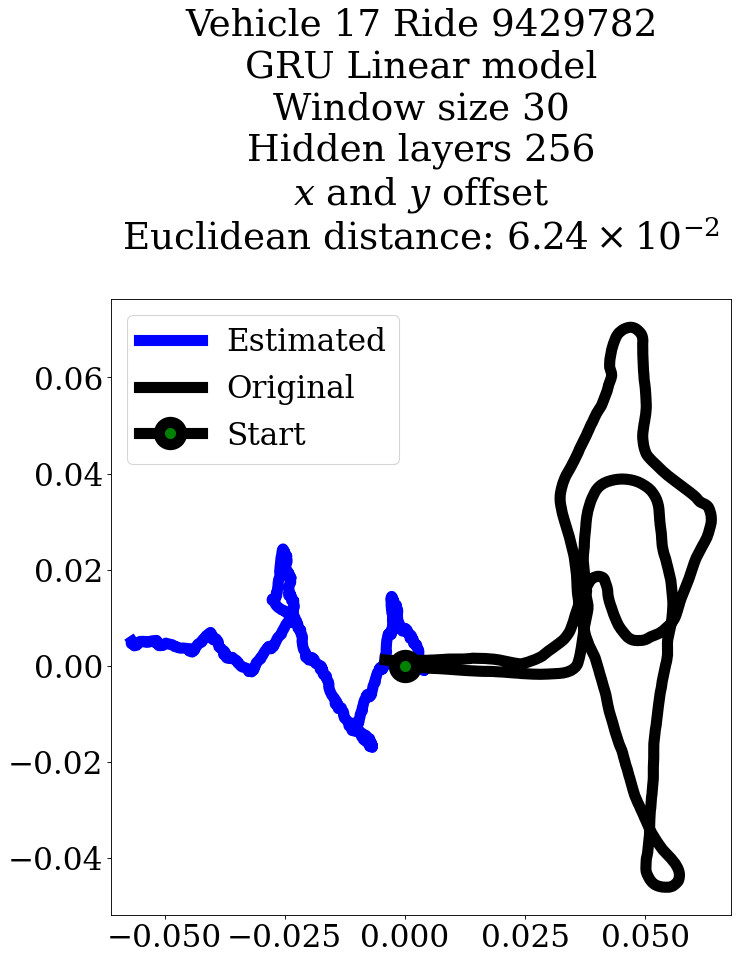 Vehicle 17 Ride 9429782
GRU Linear model
Window size 30
Hidden layers 256
x and y offset
Euclidean distance: 6.24 × 10⁻²
Estimated
Original
Start
0.06
0.04
0.02
0.00
−0.02
−0.04
−0.050 −0.025 0.000 0.025 0.050